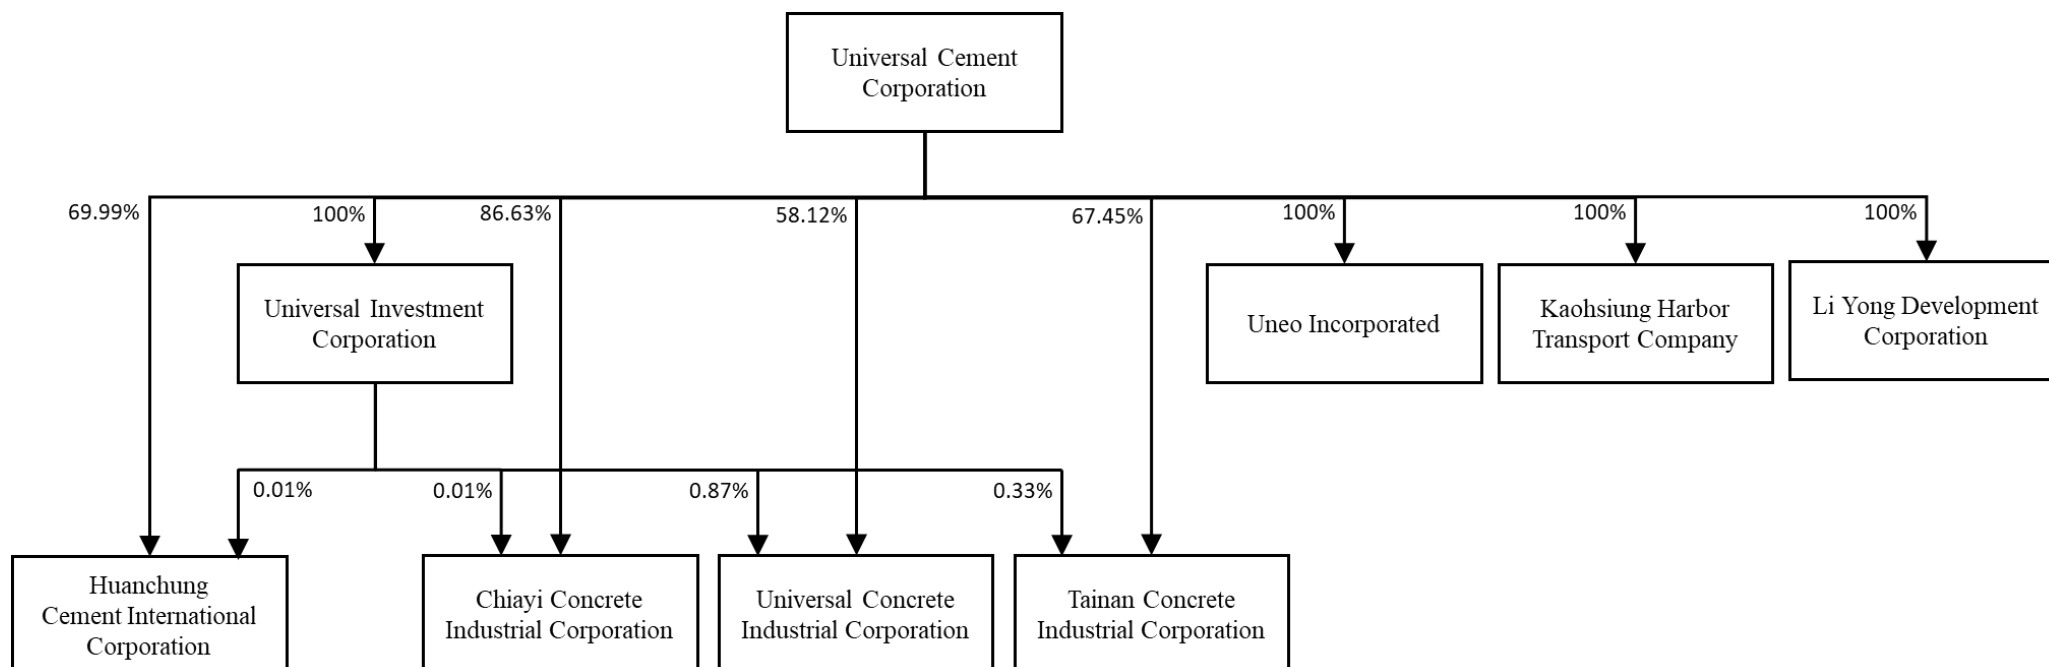 Universal Cement
Corporation
69.99%
100%
86.63%
58.12%
67.45%
100%
100%
100%
Universal Investment
Corporation
Uneo Incorporated
Kaohsiung Harbor
Transport Company
Li Yong Development
Corporation
0.01%
0.01%
0.87%
0.33%
Huanchung
Cement International
Corporation
Chiayi Concrete
Industrial Corporation
Universal Concrete
Industrial Corporation
Tainan Concrete
Industrial Corporation